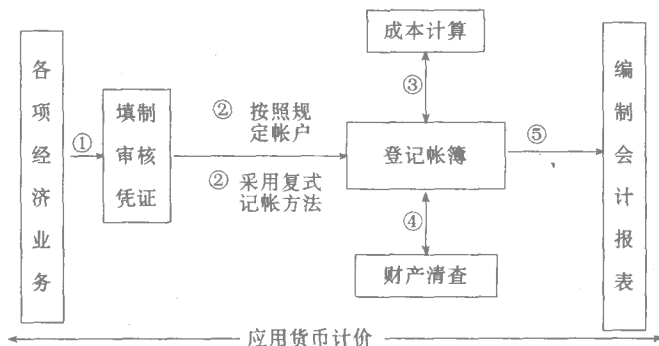 成本计算
各项经济业务
①
填制
审核
凭证
② 按照规
定帐户
② 采用复式
记帐方法
③
登记帐簿
④
财产清查
⑤
编制会计报表
应用货币计价